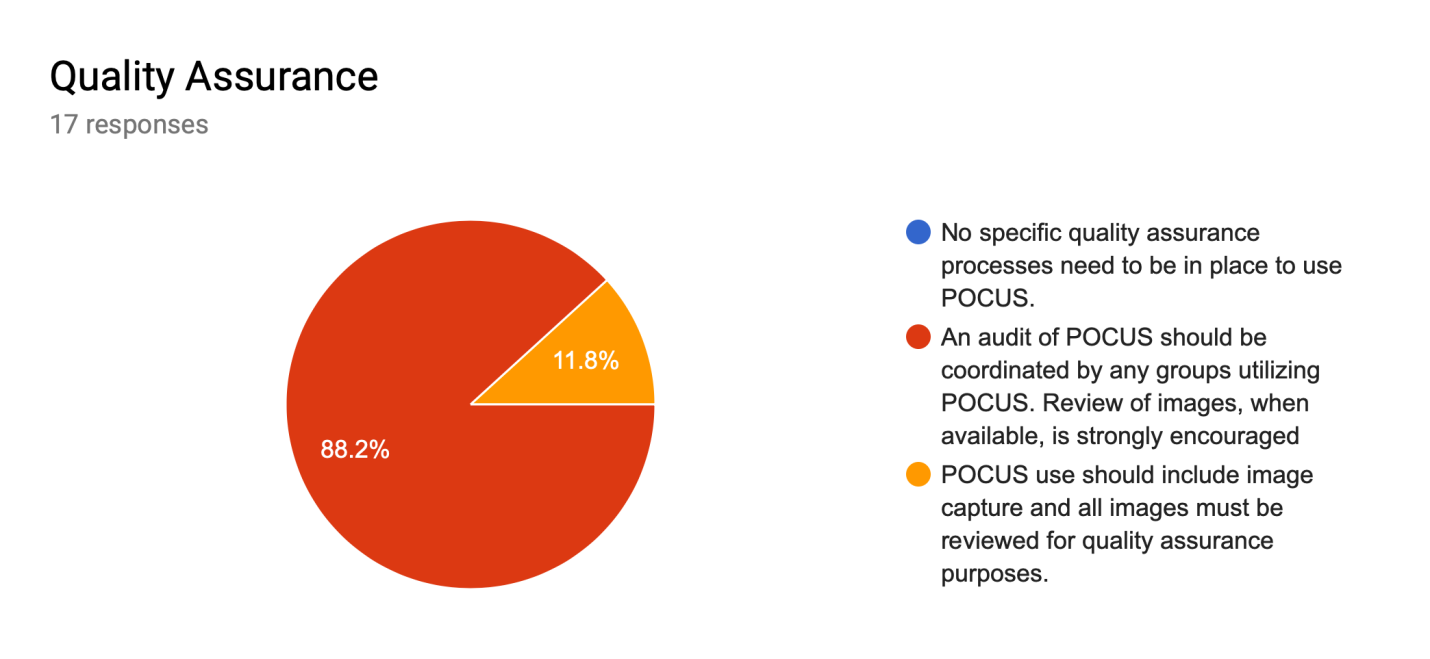 Quality Assurance
17 responses
11.8%
88.2%
No specific quality assurance
processes need to be in place to use
POCUS.
An audit of POCUS should be
coordinated by any groups utilizing
POCUS. Review of images, when
available, is strongly encouraged
POCUS use should include image
capture and all images must be
reviewed for quality assurance
purposes.